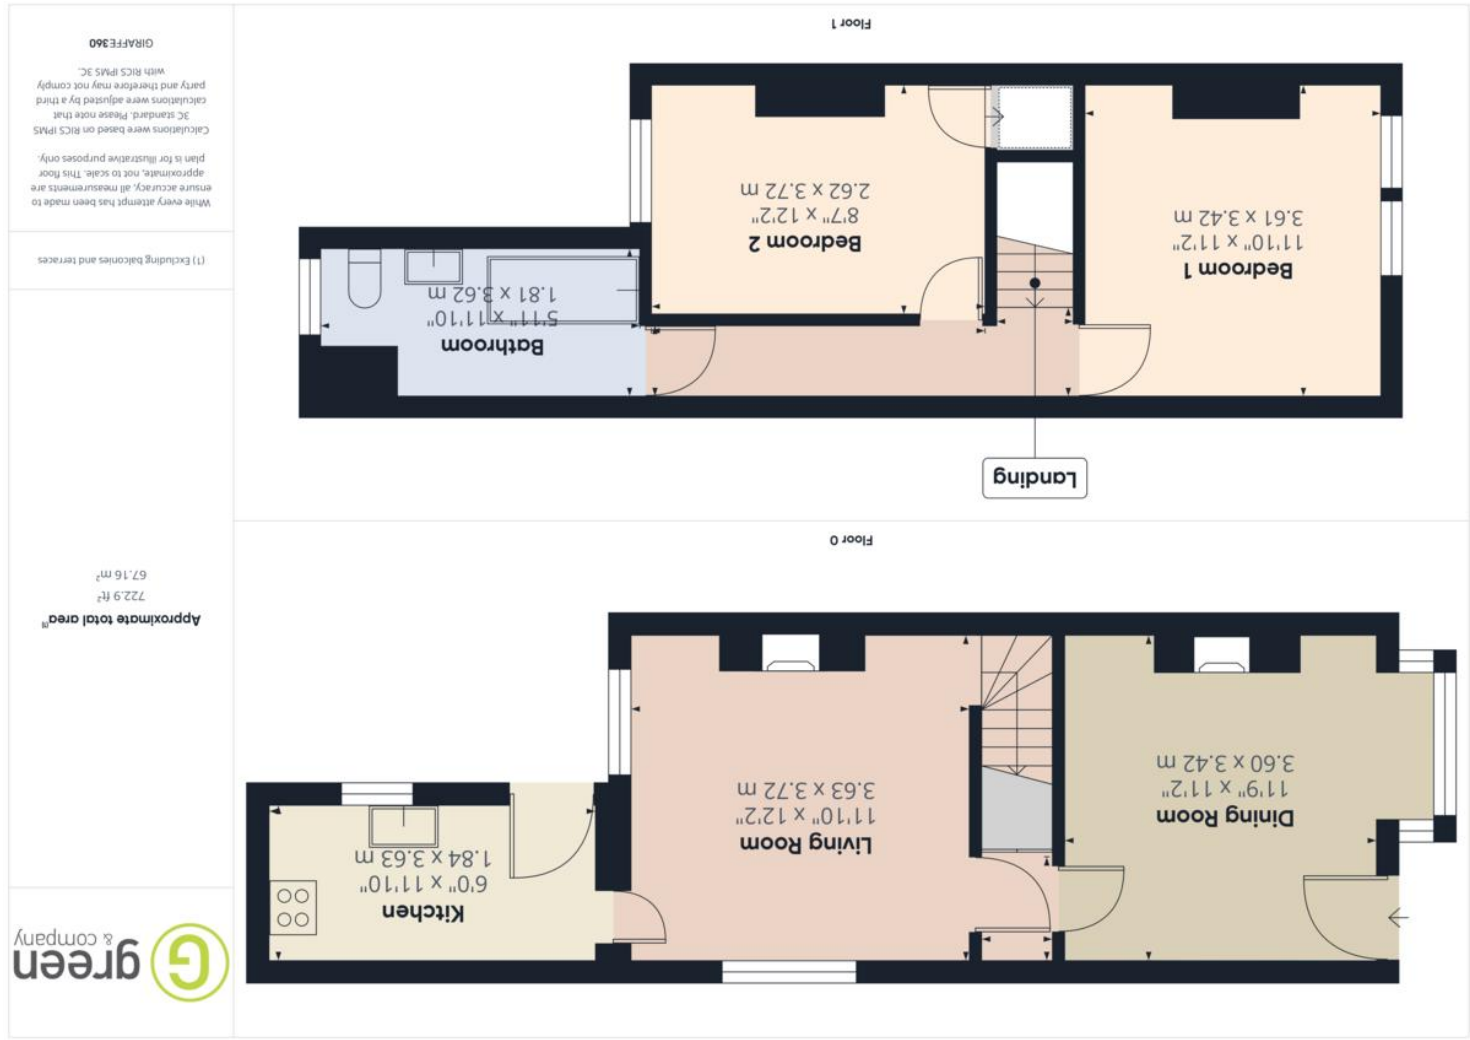 green
& company
Approximate total area⁽¹⁾
722.9 ft²
67.16 m²
(1) Excluding balconies and terraces
While every attempt has been made to
ensure accuracy, all measurements are
approximate, not to scale. This floor
plan is for illustrative purposes only.
Calculations were based on RICS IPMS
3C standard. Please note that
calculations were adjusted by a third
party and therefore may not comply
with RICS IPMS 3C.
GIRAFFE360
Dining Room
11'9" x 11'2"
3.60 x 3.42 m
Living Room
11'10" x 12'2"
3.63 x 3.72 m
Kitchen
6'0" x 11'10"
1.84 x 3.63 m
Floor 0
Landing
Bathroom
5'11" x 11'10"
1.81 x 3.62 m
Bedroom 1
11'10" x 11'2"
3.61 x 3.42 m
Bedroom 2
8'7" x 12'2"
2.62 x 3.72 m
Floor 1